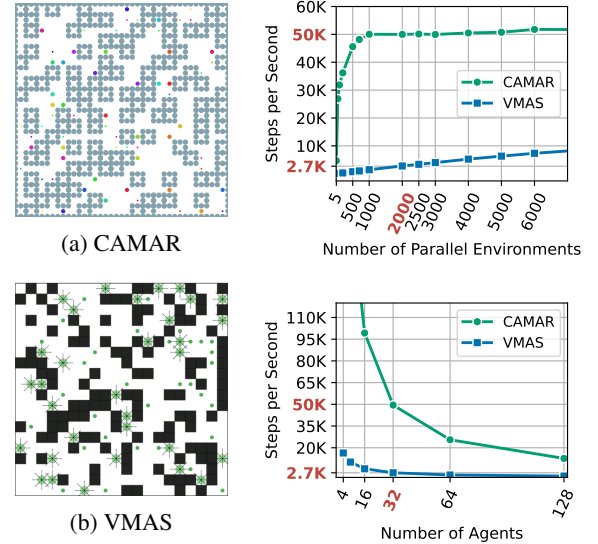 (a) CAMAR
Steps per Second
60K
50K
40K
30K
20K
10K
2.7K
CAMAR
VMAS
5
500
1000
2000
2500
3000
4000
5000
6000
Number of Parallel Environments
(b) VMAS
Steps per Second
110K
95K
80K
65K
50K
35K
20K
2.7K
CAMAR
VMAS
4
16
32
64
128
Number of Agents